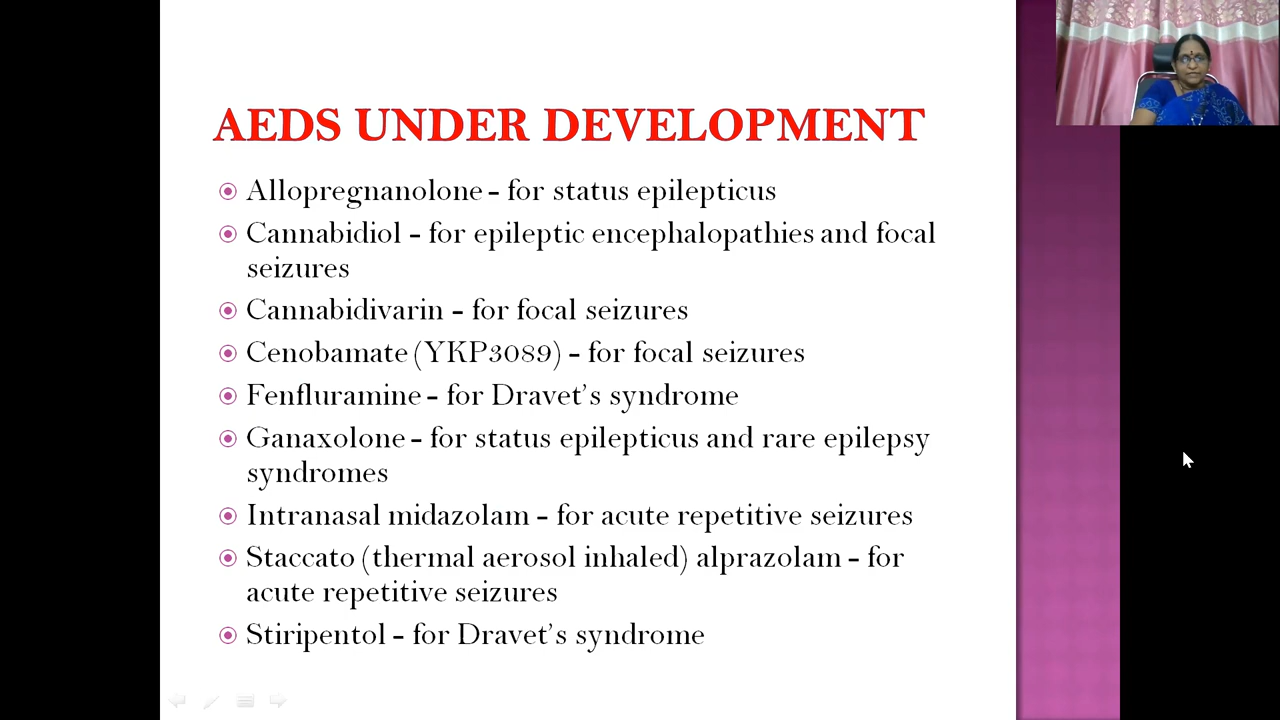 AEDS UNDER DEVELOPMENT
Allopregnanolone – for status epilepticus
Cannabidiol – for epileptic encephalopathies and focal
seizures
Cannabidivarin – for focal seizures
Cenobamate (YKP3089) – for focal seizures
Fenfluramine – for Dravet's syndrome
Ganaxolone – for status epilepticus and rare epilepsy
syndromes
Intranasal midazolam – for acute repetitive seizures
Staccato (thermal aerosol inhaled) alprazolam – for
acute repetitive seizures
Stiripentol – for Dravet's syndrome